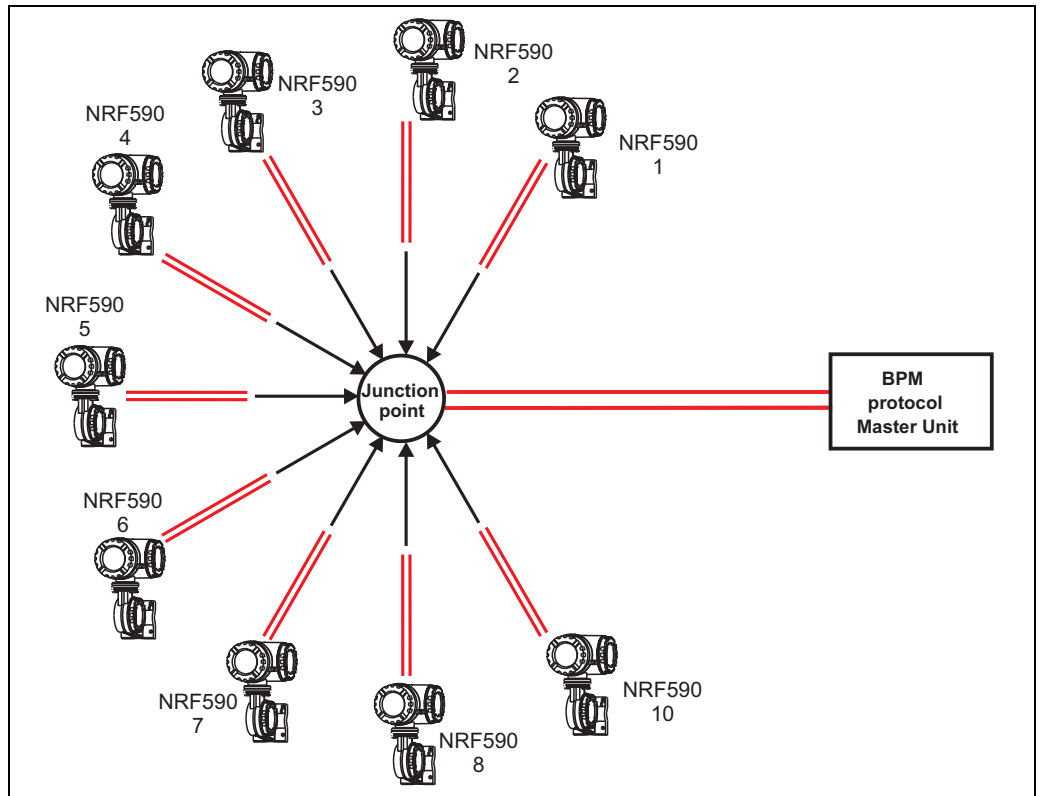 NRF590
2
NRF590
3
NRF590
1
NRF590
4
NRF590
5
Junction
point
BPM
protocol
Master Unit
NRF590
6
NRF590
7
NRF590
8
NRF590
10